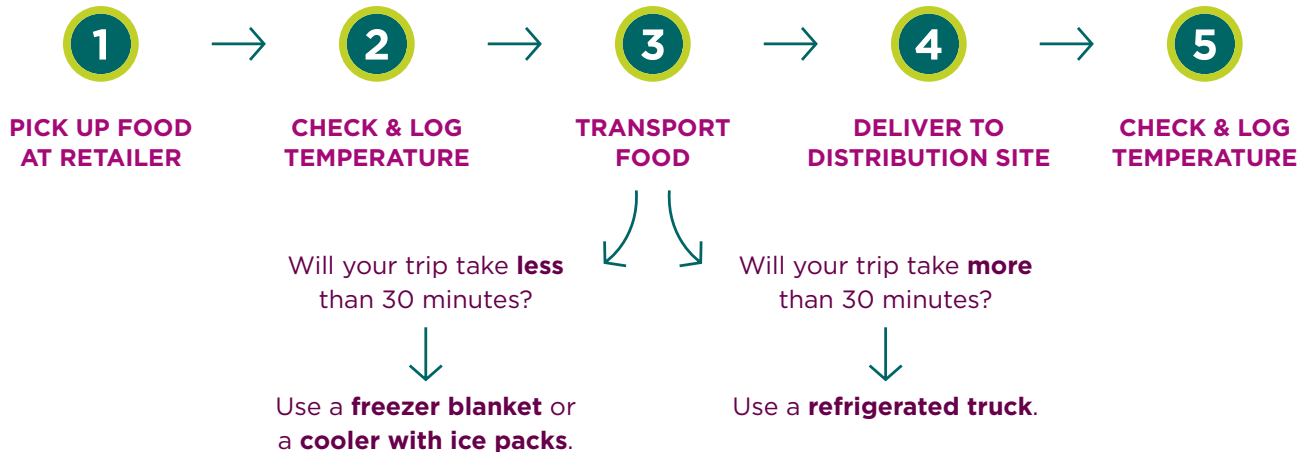 1
PICK UP FOOD
AT RETAILER
2
CHECK & LOG
TEMPERATURE
3
TRANSPORT
FOOD
4
DELIVER TO
DISTRIBUTION SITE
5
CHECK & LOG
TEMPERATURE
Will your trip take less
than 30 minutes?
Use a freezer blanket or
a cooler with ice packs.
Will your trip take more
than 30 minutes?
Use a refrigerated truck.